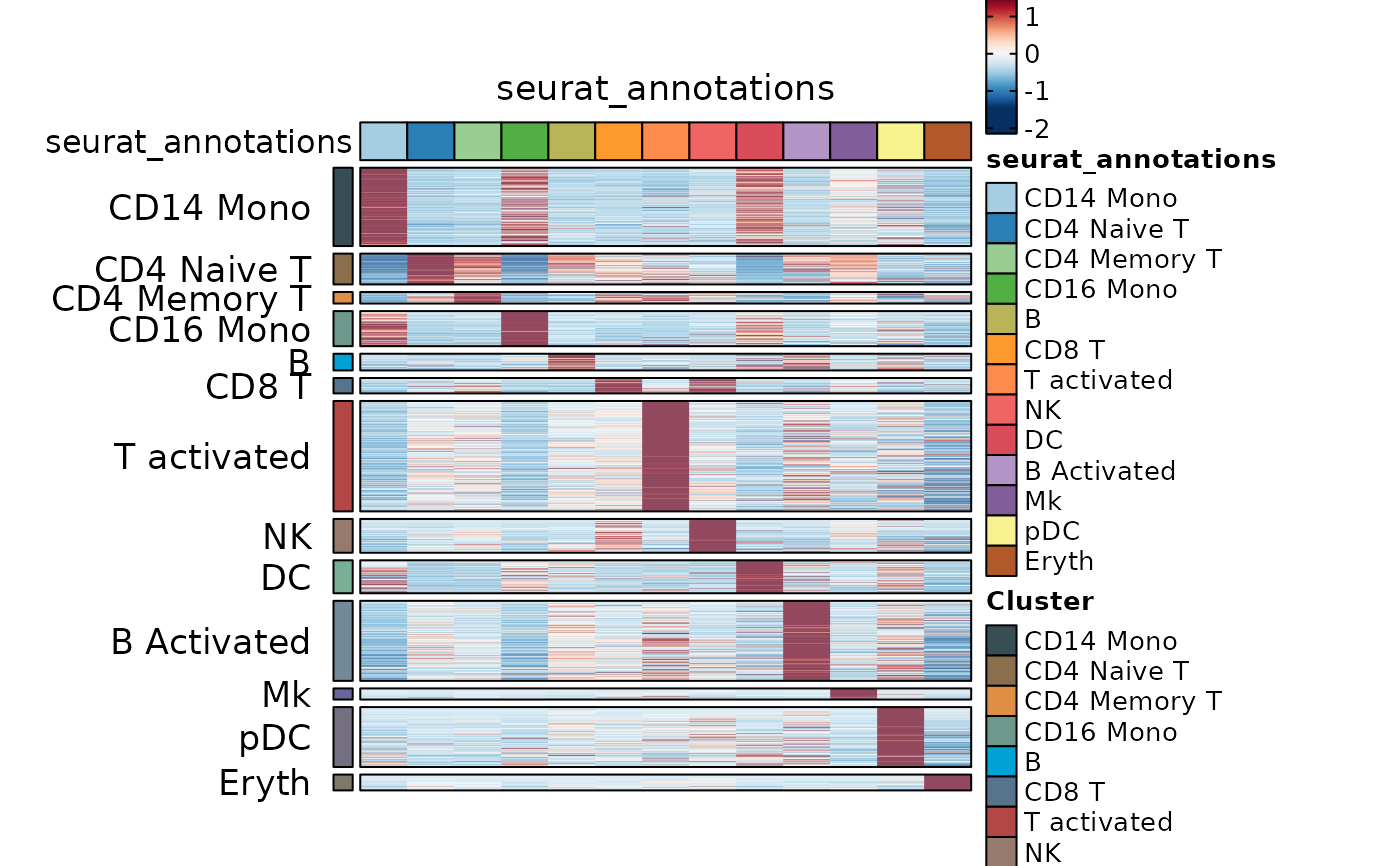 seurat_annotations
seurat_annotations
CD14 Mono
CD4 Naive T
CD4 Memory T
CD16 Mono
B
CD8 T
T activated
NK
DC
B Activated
Mk
pDC
Eryth
1
0
-1
-2
seurat_annotations
CD14 Mono
CD4 Naive T
CD4 Memory T
CD16 Mono
B
CD8 T
T activated
NK
DC
B Activated
Mk
pDC
Eryth
Cluster
CD14 Mono
CD4 Naive T
CD4 Memory T
CD16 Mono
B
CD8 T
T activated
NK